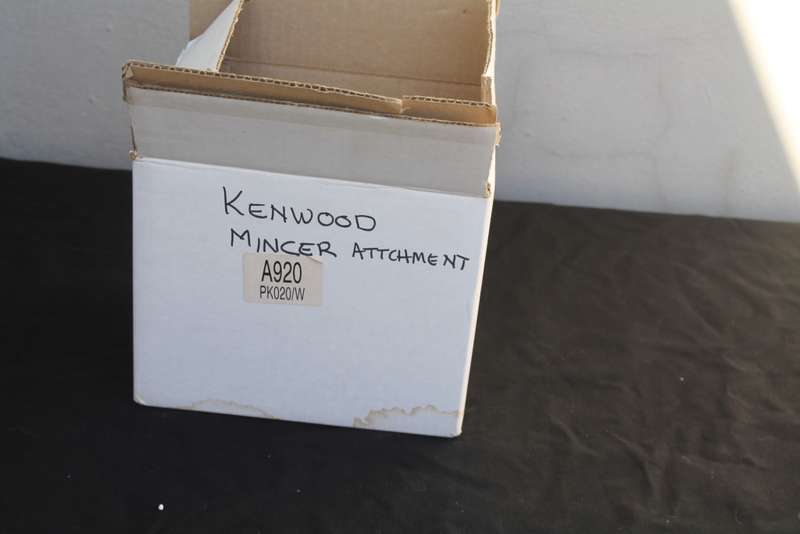 KENWOOD
MINCER ATTCHMENT
A920
PK020/W